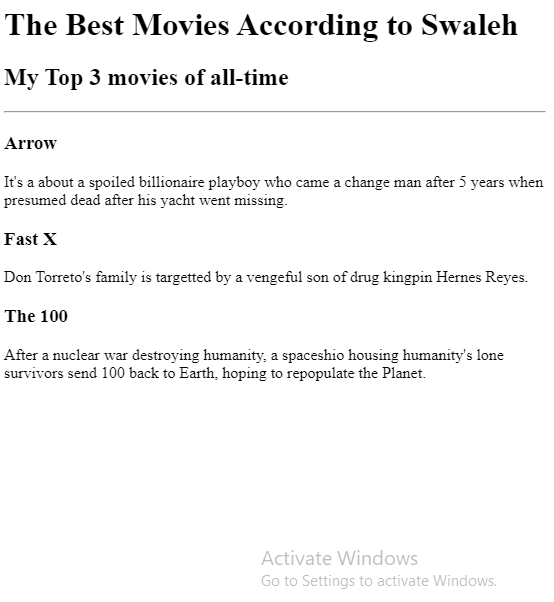 The Best Movies According to Swaleh
My Top 3 movies of all-time
Arrow
It's a about a spoiled billionaire playboy who came a change man after 5 years when
presumed dead after his yacht went missing.
Fast X
Don Torreto's family is targetted by a vengeful son of drug kingpin Hernes Reyes.
The 100
After a nuclear war destroying humanity, a spaceshio housing humanity's lone
survivors send 100 back to Earth, hoping to repopulate the Planet.
Activate Windows
Go to Settings to activate Windows.